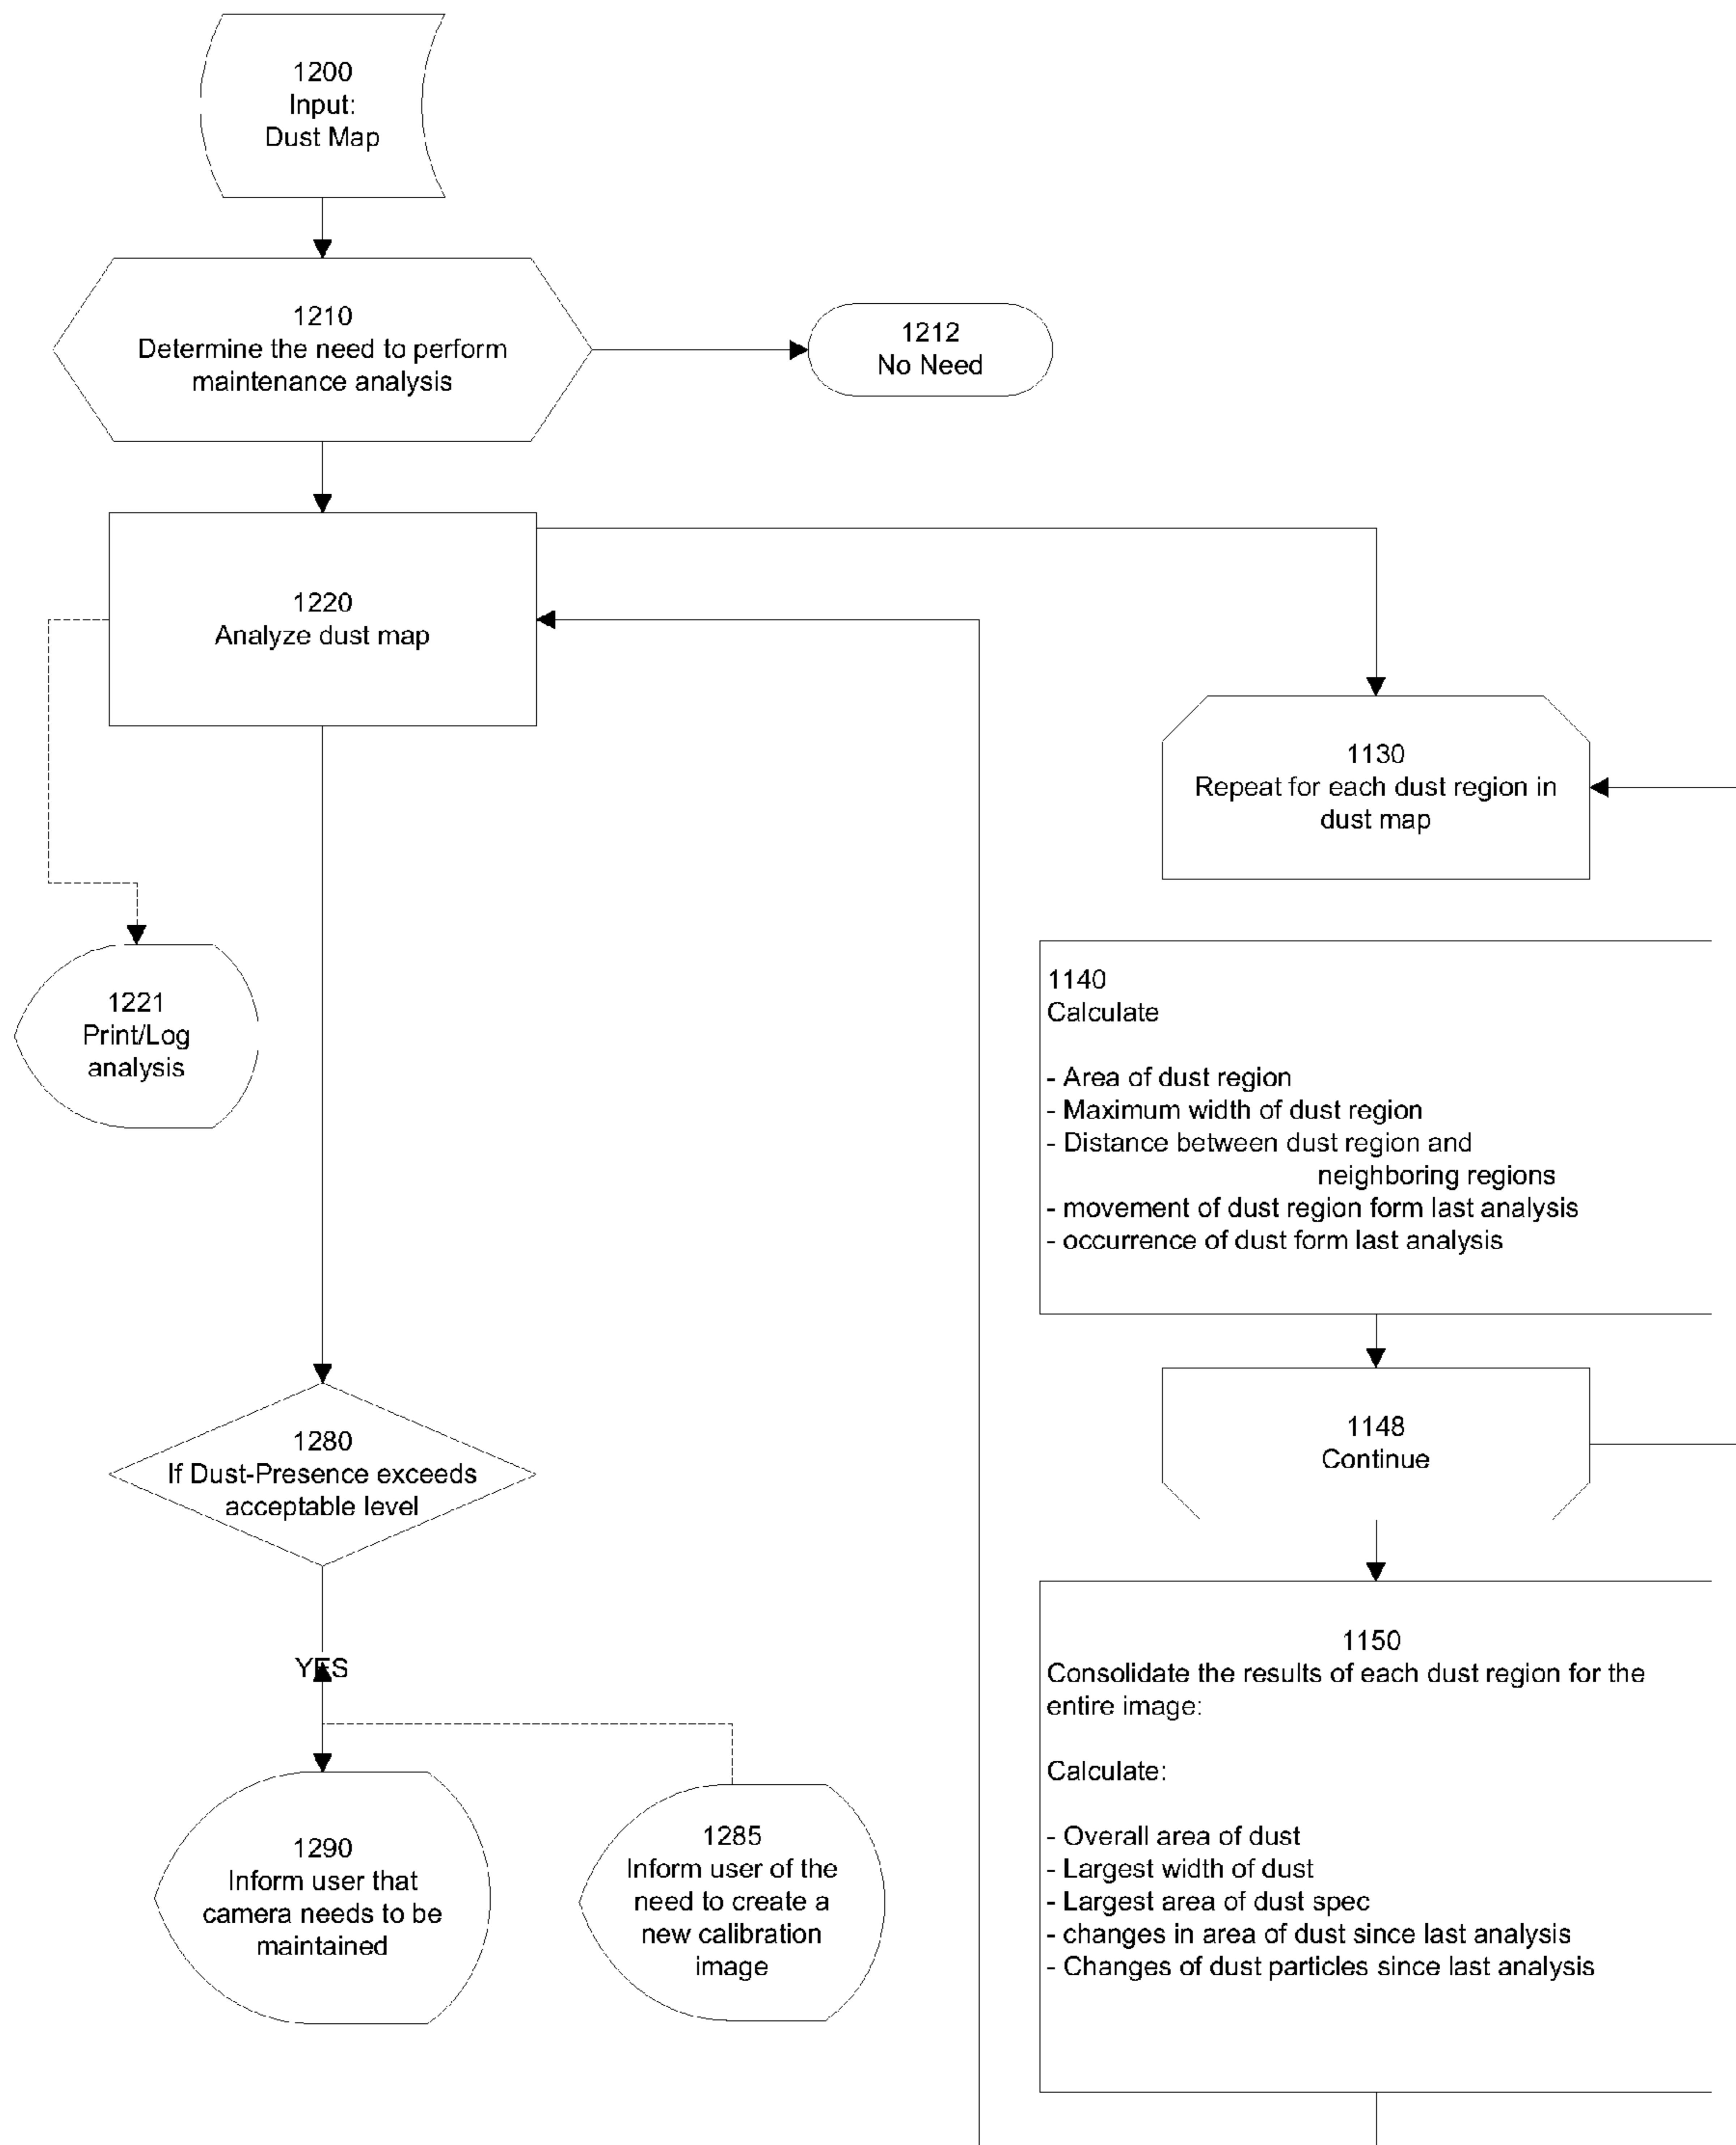 1200
Input:
Dust Map
1210
Determine the need to perform
maintenance analysis
1212
No Need
1220
Analyze dust map
1130
Repeat for each dust region in
dust map
1221
Print/Log
analysis
1140
Calculate
- Area of dust region
- Maximum width of dust region
- Distance between dust region and
neighboring regions
- movement of dust region form last analysis
- occurrence of dust form last analysis
1280
If Dust-Presence exceeds
acceptable level
1148
Continue
YES
1150
Consolidate the results of each dust region for the
entire image:
Calculate:
- Overall area of dust
- Largest width of dust
- Largest area of dust spec
- changes in area of dust since last analysis
- Changes of dust particles since last analysis
1290
Inform user that
camera needs to be
maintained
1285
Inform user of the
need to create a
new calibration
image